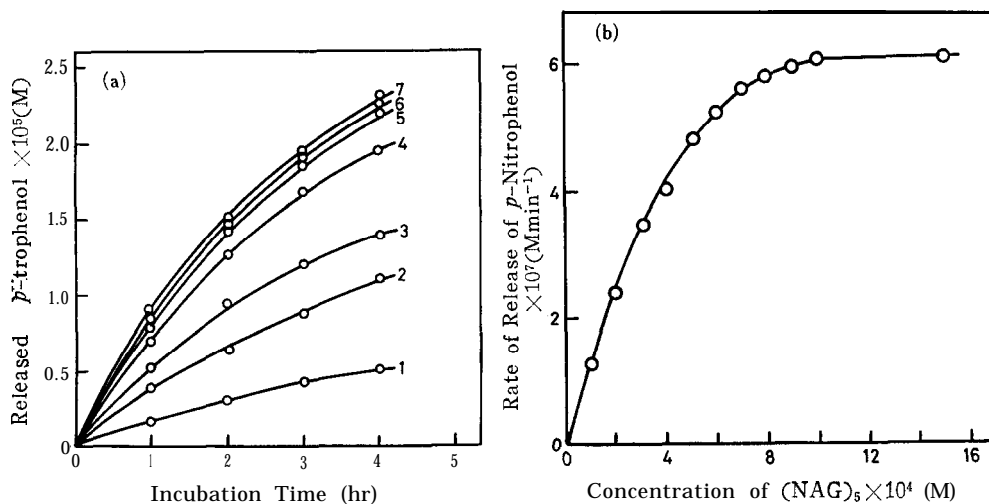 (a)
2.5
2.0
1.5
1.0
0.5
0
Released p-trophenol ×10⁵(M)
7
6
5
4
3
2
1
0 1 2 3 4 5
Incubation Time (hr)
(b)
6
4
2
0
Rate of Release of p-Nitrophenol
×10⁷(Mmin⁻¹)
0 4 8 12 16
Concentration of (NAG)₅×10⁴ (M)